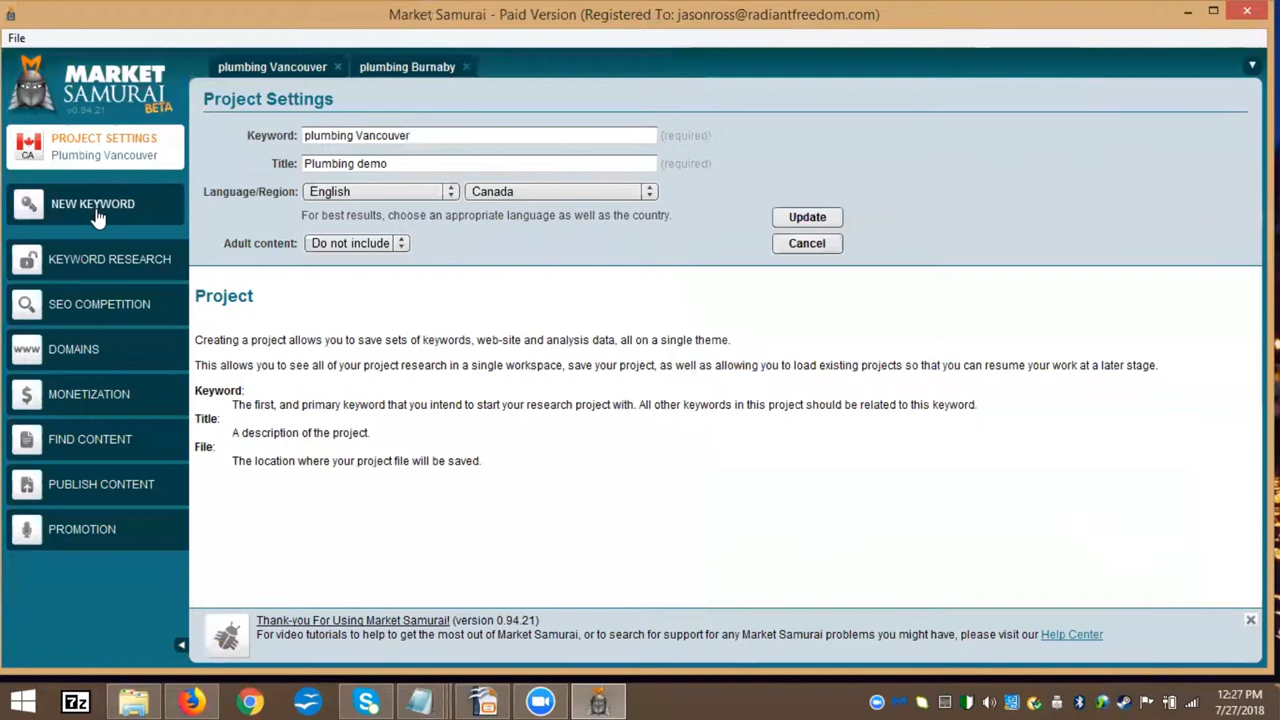 Market Samurai - Paid Version (Registered To: jasonross@radiantfreedom.com)
File
MARKET
SAMURAI
v0.94.21 BETA
plumbing Vancouver
plumbing Burnaby
PROJECT SETTINGS
Plumbing Vancouver
CA
NEW KEYWORD
KEYWORD RESEARCH
SEO COMPETITION
www DOMAINS
$ MONETIZATION
FIND CONTENT
PUBLISH CONTENT
PROMOTION
Project Settings
Keyword: plumbing Vancouver (required)
Title: Plumbing demo (required)
Language/Region: English Canada
For best results, choose an appropriate language as well as the country.
Update
Adult content: Do not include
Cancel
Project
Creating a project allows you to save sets of keywords, web-site and analysis data, all on a single theme.
This allows you to see all of your project research in a single workspace, save your project, as well as allowing you to load existing projects so that you can resume your work at a later stage.
Keyword:
The first, and primary keyword that you intend to start your research project with. All other keywords in this project should be related to this keyword.
Title:
A description of the project.
File:
The location where your project file will be saved.
Thank-you For Using Market Samurai! (version 0.94.21)
For video tutorials to help to get the most out of Market Samurai, or to search for support for any Market Samurai problems you might have, please visit our Help Center
7z
12:27 PM
7/27/2018